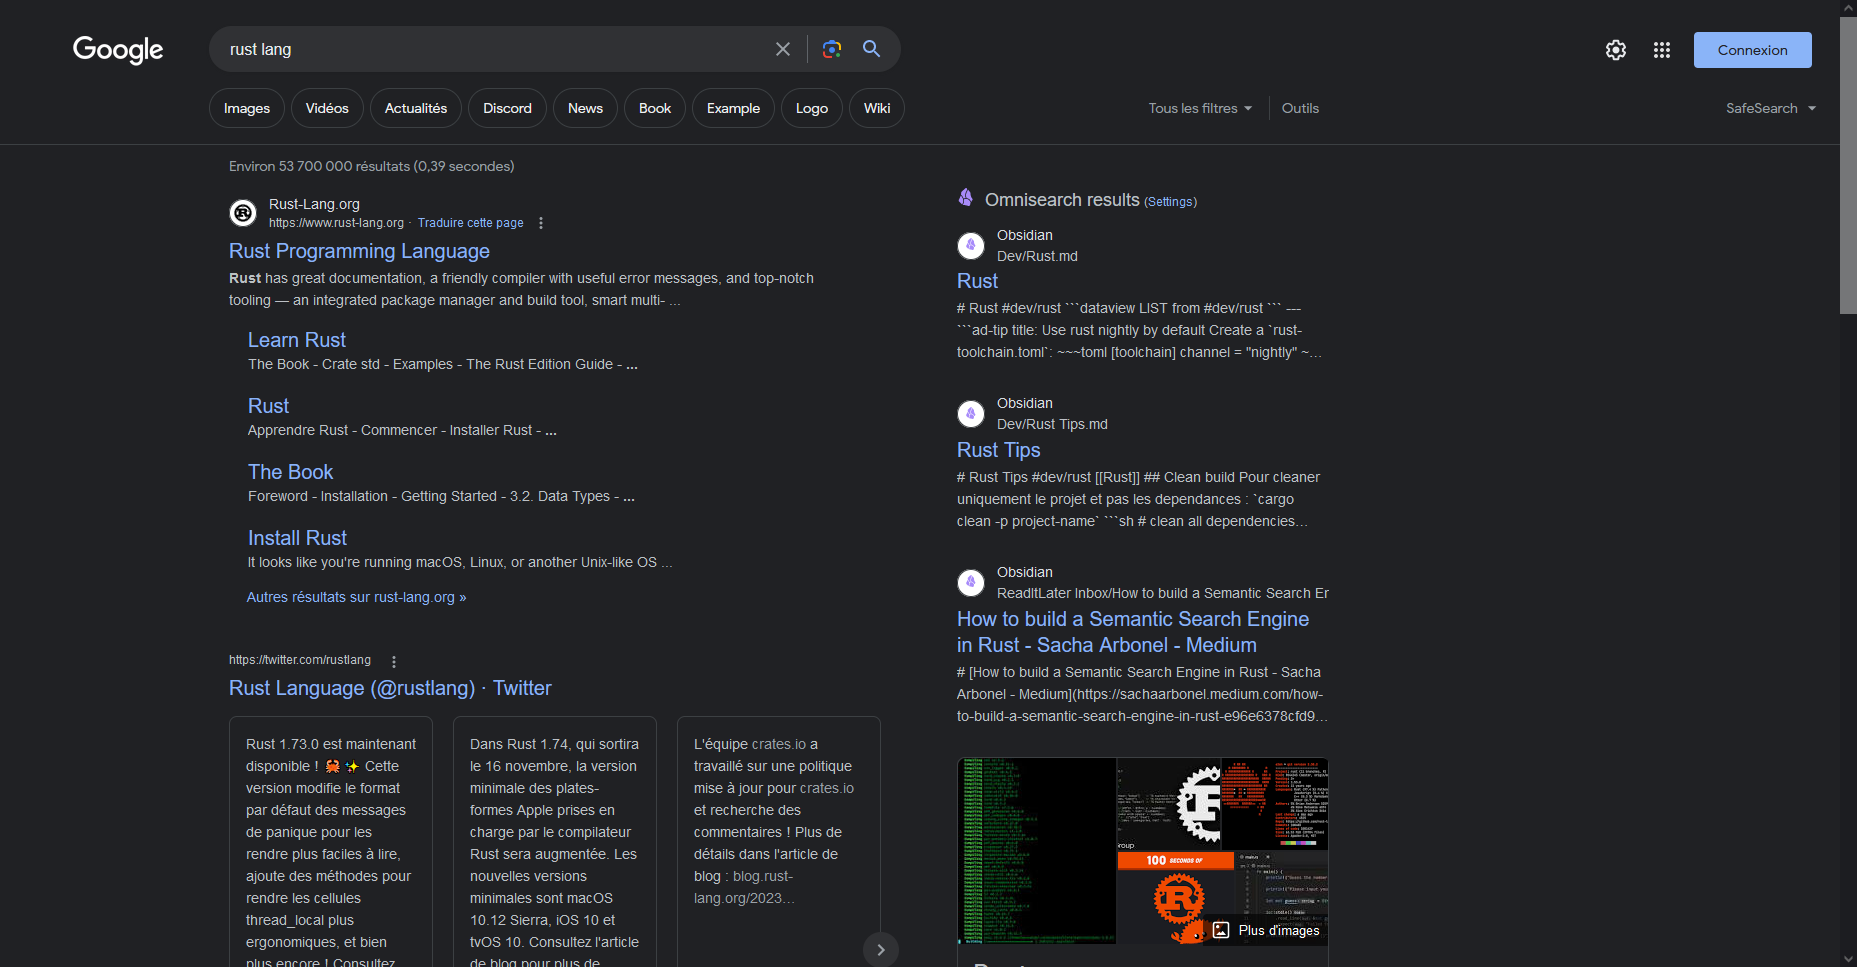 Google
rust lang
Connexion
Images
Vidéos
Actualités
Discord
News
Book
Example
Logo
Wiki
Tous les filtres
Outils
SafeSearch
Environ 53 700 000 résultats (0,39 secondes)
Rust-Lang.org
https://www.rust-lang.org · Traduire cette page
Rust Programming Language
Rust has great documentation, a friendly compiler with useful error messages, and top-notch
tooling — an integrated package manager and build tool, smart multi- ...
Learn Rust
The Book - Crate std - Examples - The Rust Edition Guide - ...
Rust
Apprendre Rust - Commencer - Installer Rust - ...
The Book
Foreword - Installation - Getting Started - 3.2. Data Types - ...
Install Rust
It looks like you're running macOS, Linux, or another Unix-like OS ...
Autres résultats sur rust-lang.org »
https://twitter.com/rustlang
Rust Language (@rustlang) · Twitter
Rust 1.73.0 est maintenant
disponible ! 🦀 ✨ Cette
version modifie le format
par défaut des messages
de panique pour les
rendre plus faciles à lire,
ajoute des méthodes pour
rendre les cellules
thread_local plus
ergonomiques, et bien
plus encore ! Consultez
Dans Rust 1.74, qui sortira
le 16 novembre, la version
minimale des plates-
formes Apple prises en
charge par le compilateur
Rust sera augmentée. Les
nouvelles versions
minimales sont macOS
10.12 Sierra, iOS 10 et
tvOS 10. Consultez l'article
de blog pour plus de
L'équipe crates.io a
travaillé sur une politique
mise à jour pour crates.io
et recherche des
commentaires ! Plus de
détails dans l'article de
blog : blog.rust-
lang.org/2023...
Omnisearch results (Settings)
Obsidian
Dev/Rust.md
Rust
# Rust #dev/rust ```dataview LIST from #dev/rust ``` ---
```ad-tip title: Use rust nightly by default Create a `rust-
toolchain.toml`: ~~~toml [toolchain] channel = "nightly" ~...
Obsidian
Dev/Rust Tips.md
Rust Tips
# Rust Tips #dev/rust [[Rust]] ## Clean build Pour cleaner
uniquement le projet et pas les dependances : `cargo
clean -p project-name` ```sh # clean all dependencies...
Obsidian
ReadItLater Inbox/How to build a Semantic Search Er
How to build a Semantic Search Engine
in Rust - Sacha Arbonel - Medium
# [How to build a Semantic Search Engine in Rust - Sacha
Arbonel - Medium](https://sachaarbonel.medium.com/how-
to-build-a-semantic-search-engine-in-rust-e96e6378cfd9...
100 SECONDS OF
Plus d'images